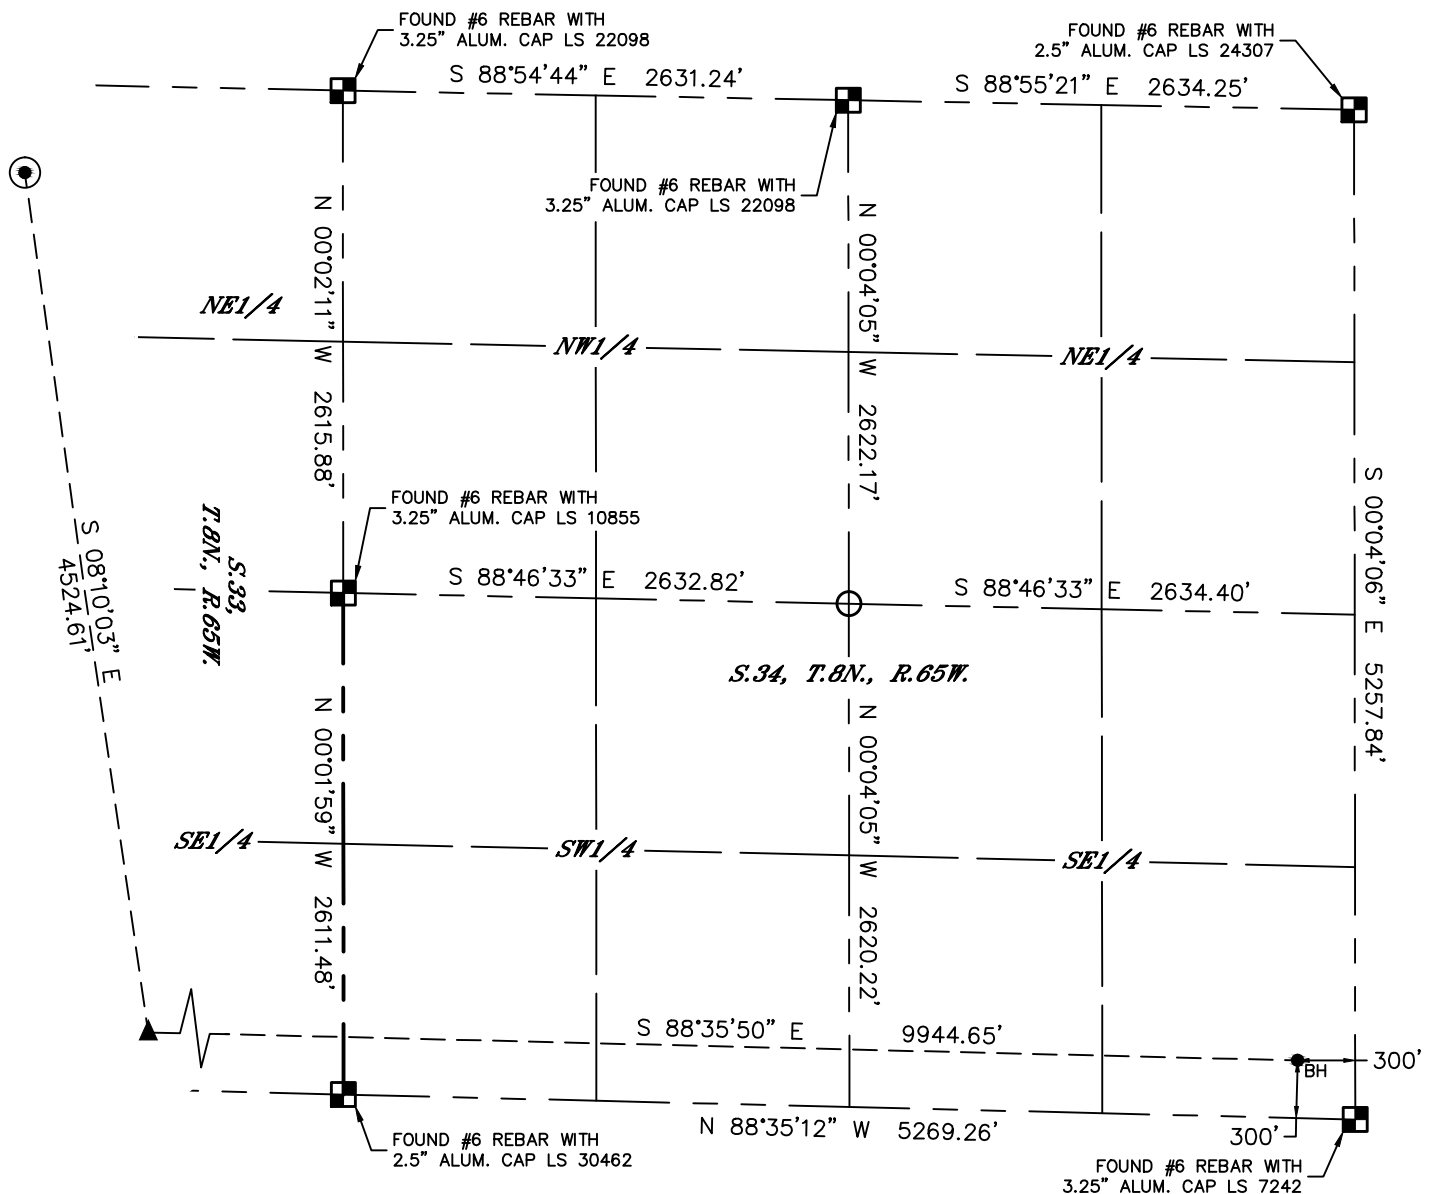 FOUND #6 REBAR WITH
3.25" ALUM. CAP LS 22098
FOUND #6 REBAR WITH
2.5" ALUM. CAP LS 24307
S 88°54'44" E 2631.24'
S 88°55'21" E 2634.25'
FOUND #6 REBAR WITH
3.25" ALUM. CAP LS 22098
N 00°02'11" W 2615.88'
N 00°04'05" W 2622.17'
NE1/4
NW1/4
NE1/4
S 00°04'06" E 5257.84'
FOUND #6 REBAR WITH
3.25" ALUM. CAP LS 10855
S 08°10'03" E
4524.61'
S.33,
T.8N., R.65W.
S 88°46'33" E 2632.82'
S 88°46'33" E 2634.40'
S.34, T.8N., R.65W.
N 00°01'59" W 2611.48'
N 00°04'05" W 2620.22'
SE1/4
SW1/4
SE1/4
S 88°35'50" E 9944.65'
300'
BH
300'
N 88°35'12" W 5269.26'
FOUND #6 REBAR WITH
2.5" ALUM. CAP LS 30462
FOUND #6 REBAR WITH
3.25" ALUM. CAP LS 7242